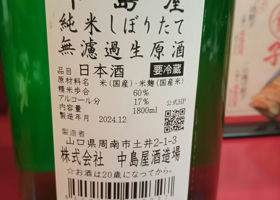 中島屋
純米しぼりたて
無濾過生原酒
品目 日本酒 要冷蔵
原材料名 米(国産)・米麹(国産米)
精米歩合 60%
アルコール分 17%
内容量 1800ml
製造年月 2024.12
公式HP
製造者
山口県周南市土井2-1-3
株式会社 中島屋酒造場
☆お酒は20歳になってから。